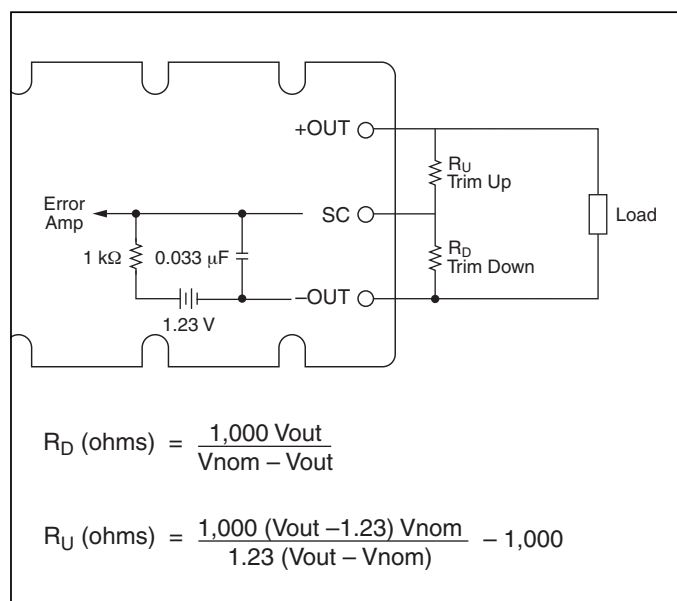 +OUT
R_U
Trim Up
Error
Amp
SC
Load
1 kΩ
0.033 μF
R_D
Trim Down
–OUT
1.23 V
R_D (ohms) = 1,000 Vout / Vnom – Vout
R_U (ohms) = 1,000 (Vout –1.23) Vnom / 1.23 (Vout – Vnom) – 1,000